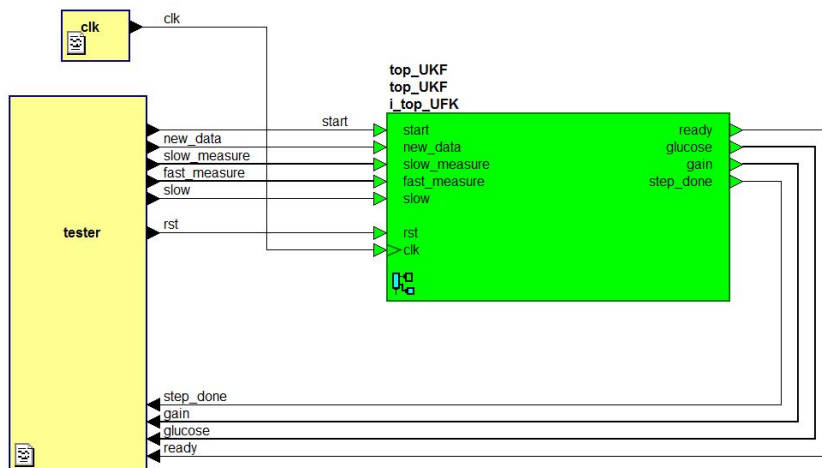 clk
clk
top_UKF
top_UKF
i_top_UFK
start
new_data
slow_measure
fast_measure
slow
rst
tester
start
new_data
slow_measure
fast_measure
slow
rst
clk
ready
glucose
gain
step_done
step_done
gain
glucose
ready